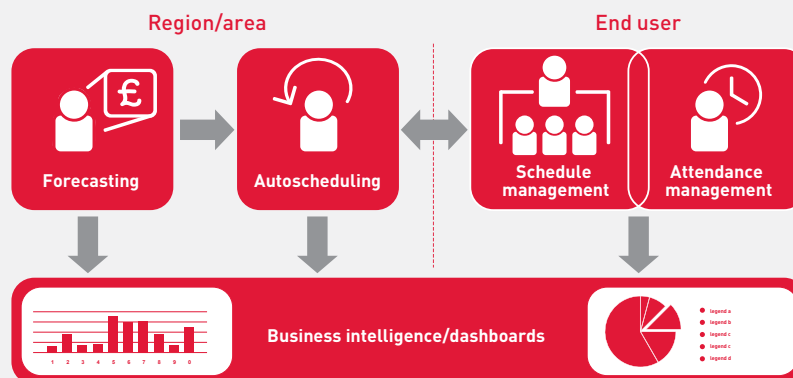 Region/area
End user
£
Forecasting
Autoscheduling
Schedule
management
Attendance
management
Business intelligence/dashboards
1 2 3 4 5 6 7 8 9 0
legend a
legend b
legend c
legend c
legend d